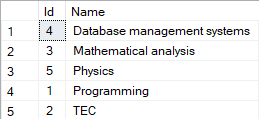 Id Name
1 4 Database management systems
2 3 Mathematical analysis
3 5 Physics
4 1 Programming
5 2 TEC